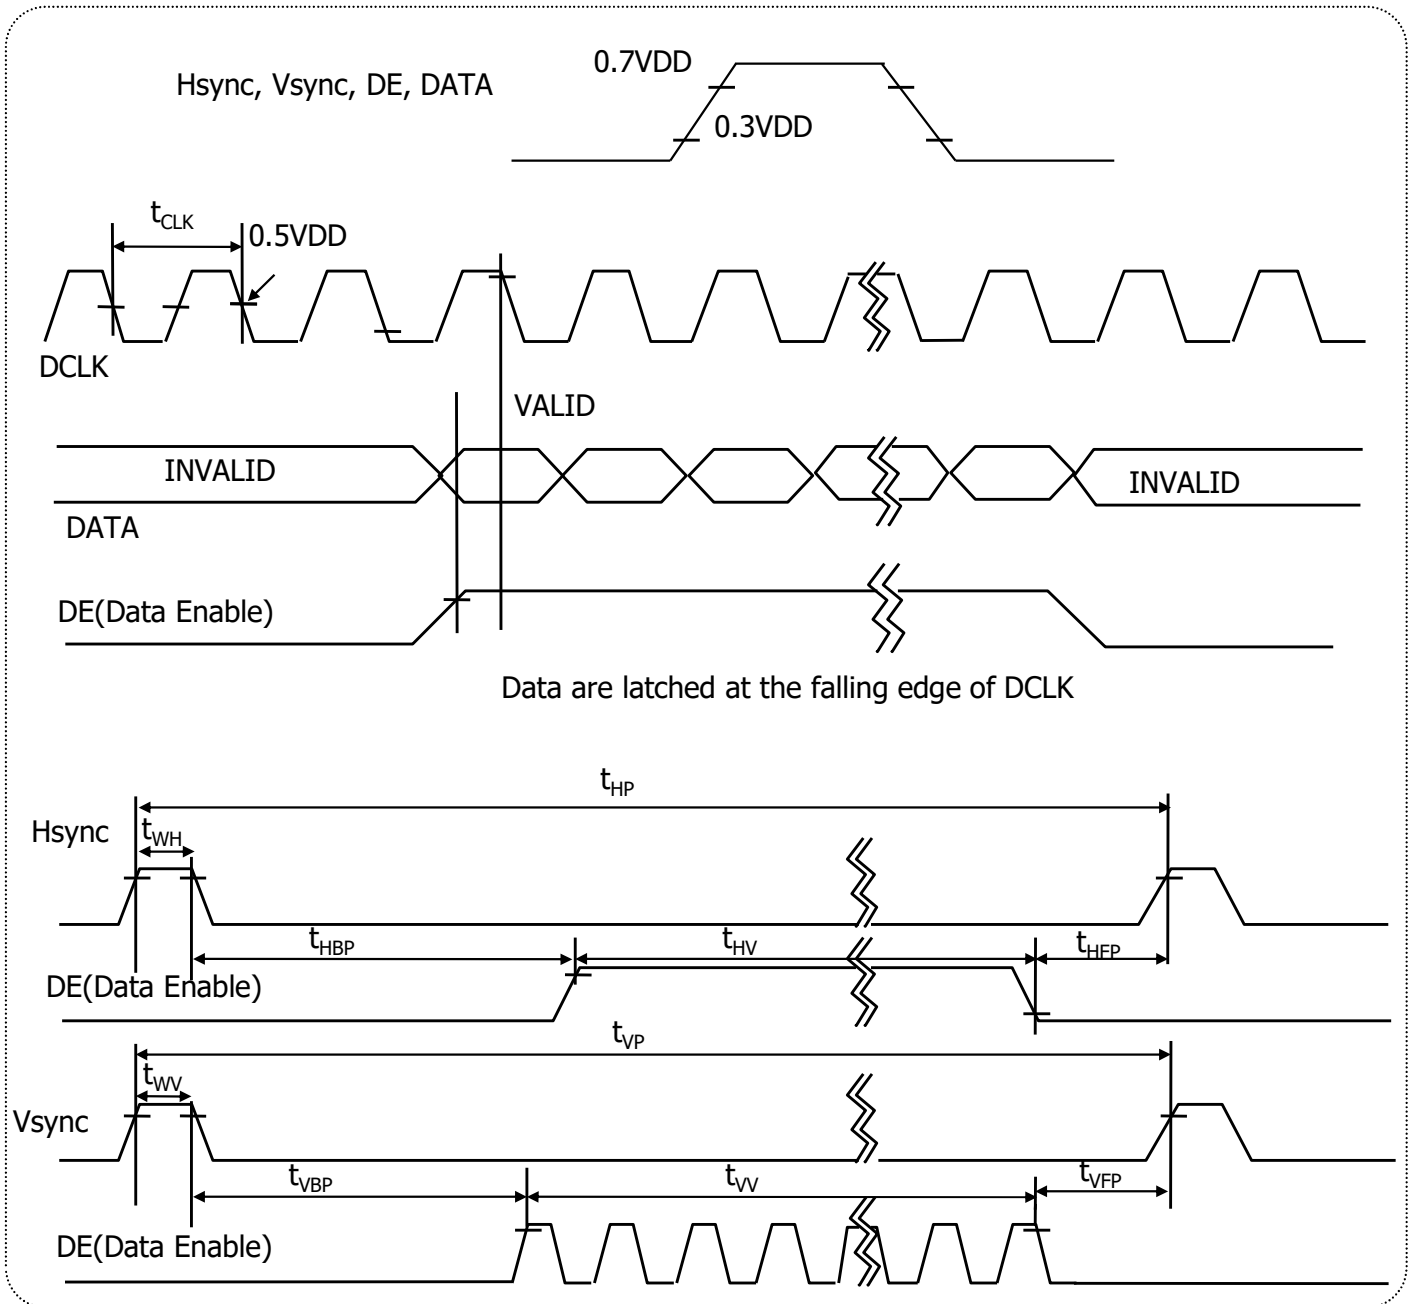 0.7VDD
Hsync, Vsync, DE, DATA
0.3VDD
tCLK
0.5VDD
DCLK
VALID
INVALID
INVALID
DATA
DE(Data Enable)
Data are latched at the falling edge of DCLK
tHP
Hsync
tWH
tHBP
tHV
tHFP
DE(Data Enable)
tVP
tWV
Vsync
tVBP
tVV
tVFP
DE(Data Enable)